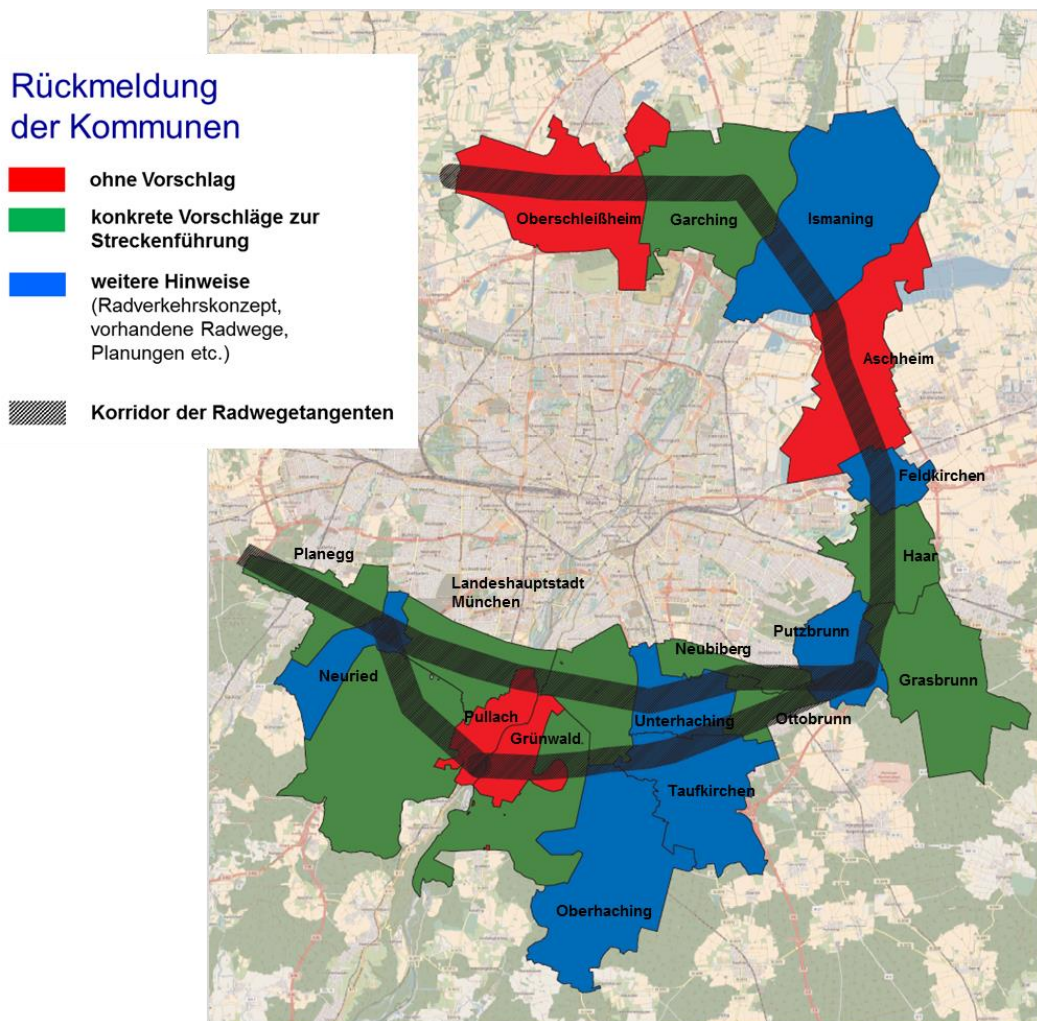 Rückmeldung
der Kommunen
ohne Vorschlag
konkrete Vorschläge zur
Streckenführung
weitere Hinweise
(Radverkehrskonzept,
vorhandene Radwege,
Planungen etc.)
Korridor der Radwegetangenten
Oberschleißheim
Garching
Ismaning
Aschheim
Feldkirchen
Haar
Planegg
Landeshauptstadt
München
Putzbrunn
Neubiberg
Neuried
Grasbrunn
Pullach
Unterhaching
Ottobrunn
Grünwald
Taufkirchen
Oberhaching